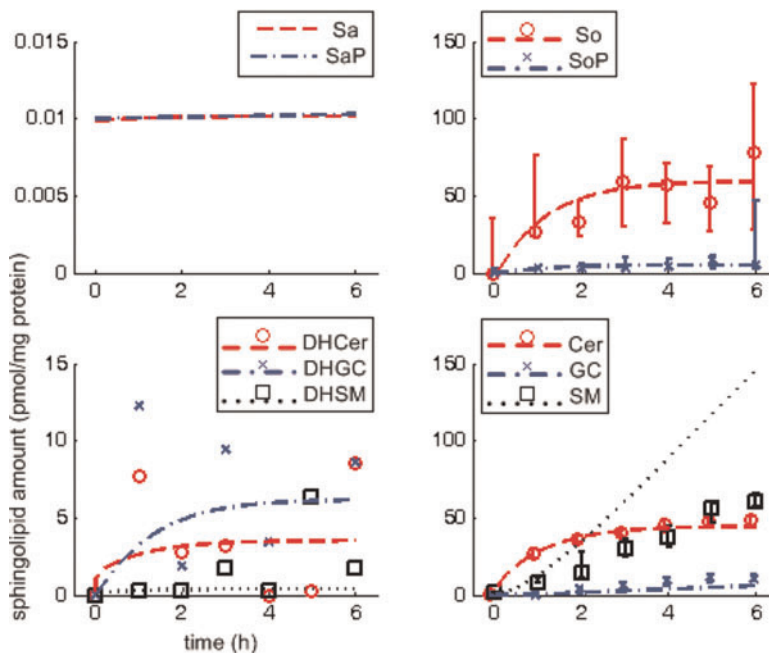 sphingolipid amount (pmol/mg protein)
0.015
0.01
0.005
0
0 2 4 6
Sa
SaP
150
100
50
0
0 2 4 6
So
SoP
15
10
5
0
0 2 4 6
time (h)
DHCer
DHGC
DHSM
150
100
50
0
0 2 4 6
Cer
GC
SM